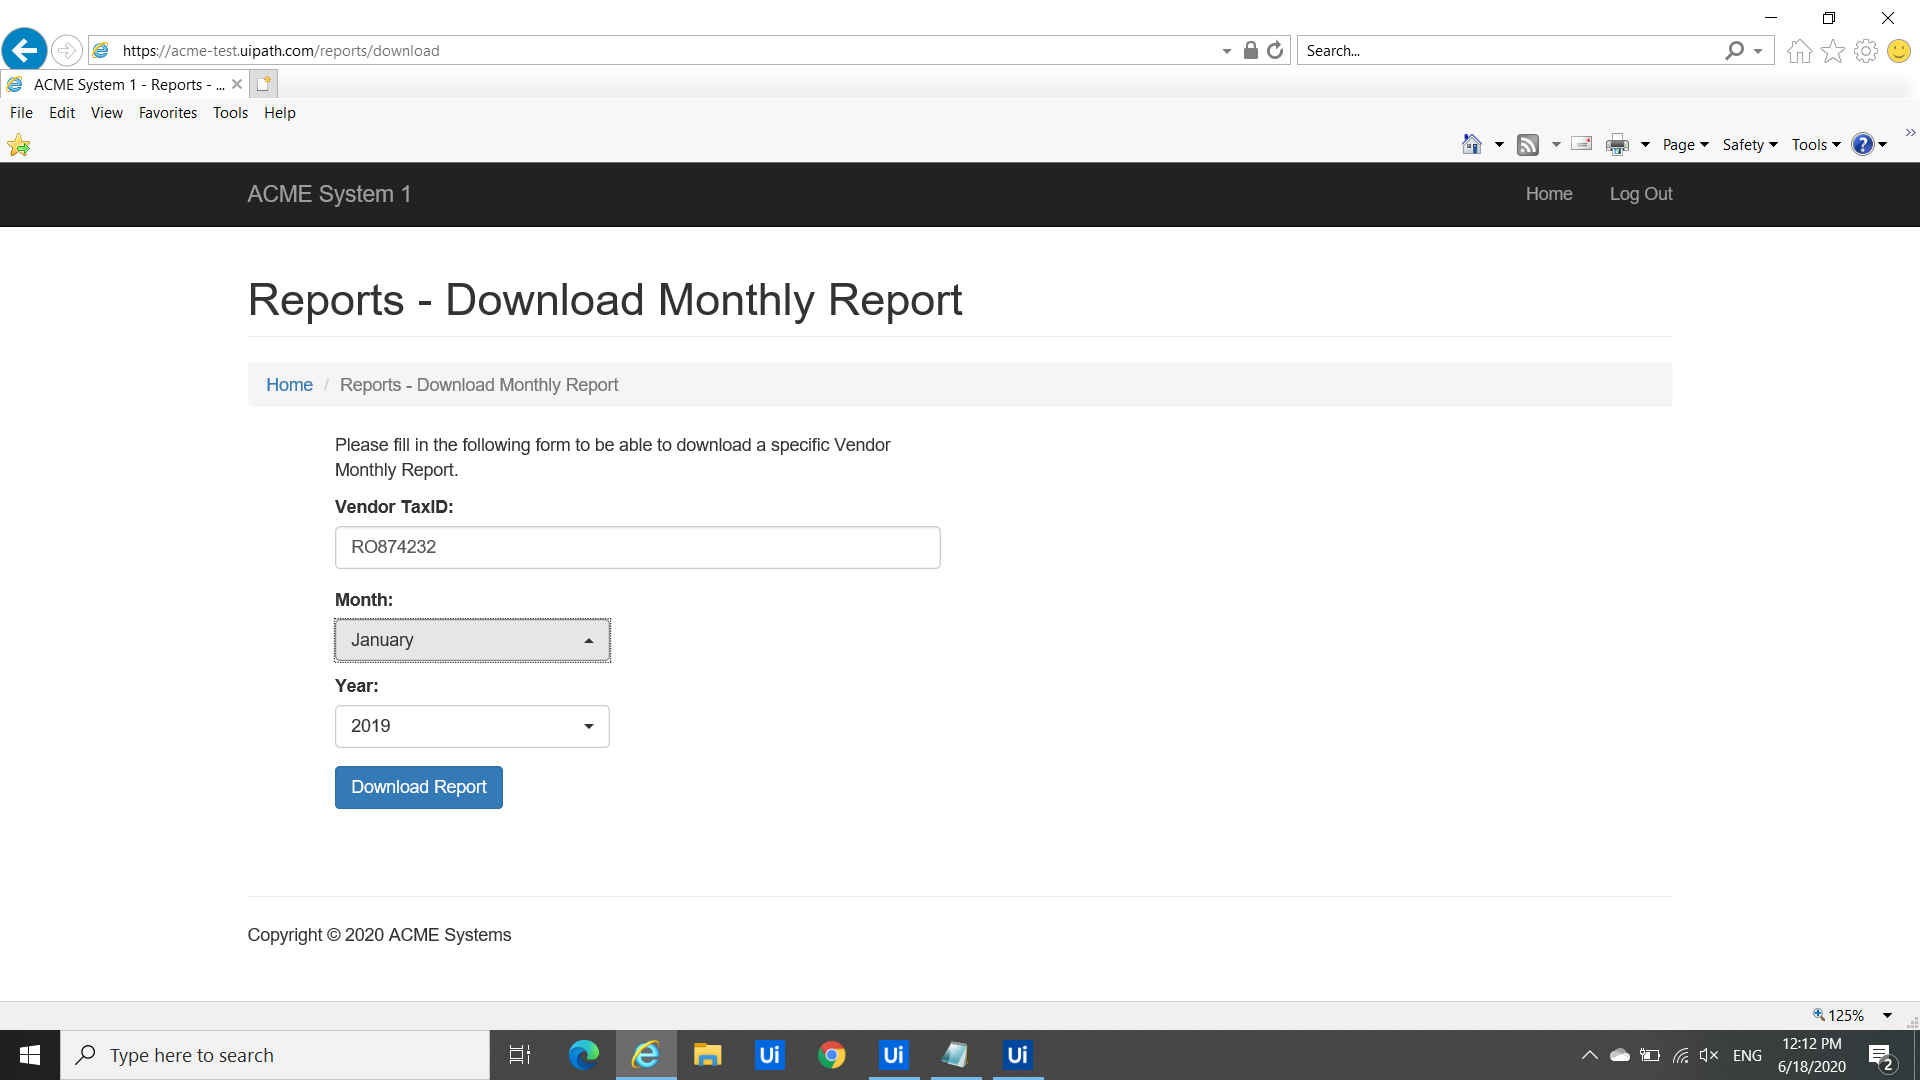 https://acme-test.uipath.com/reports/download
Search...
ACME System 1 - Reports - ...
File Edit View Favorites Tools Help
Page Safety Tools
ACME System 1
Home Log Out
Reports - Download Monthly Report
Home / Reports - Download Monthly Report
Please fill in the following form to be able to download a specific Vendor
Monthly Report.
Vendor TaxID:
RO874232
Month:
January
Year:
2019
Download Report
Copyright © 2020 ACME Systems
125%
Type here to search
Ui
Ui
Ui
ENG
12:12 PM
6/18/2020
2